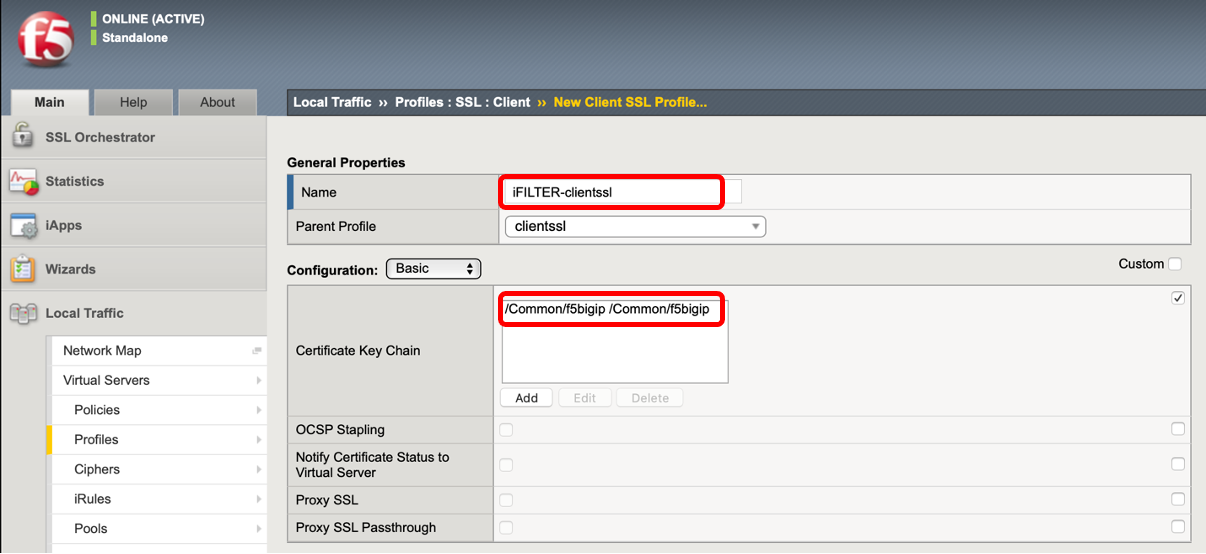 f5
ONLINE (ACTIVE)
Standalone
Main
Help
About
Local Traffic ›› Profiles : SSL : Client ›› New Client SSL Profile...
SSL Orchestrator
Statistics
iApps
Wizards
Local Traffic
Network Map
Virtual Servers
Policies
Profiles
Ciphers
iRules
Pools
General Properties
Name
iFILTER-clientssl
Parent Profile
clientssl
Configuration: Basic
Custom
Certificate Key Chain
/Common/f5bigip /Common/f5bigip
Add
Edit
Delete
OCSP Stapling
Notify Certificate Status to
Virtual Server
Proxy SSL
Proxy SSL Passthrough